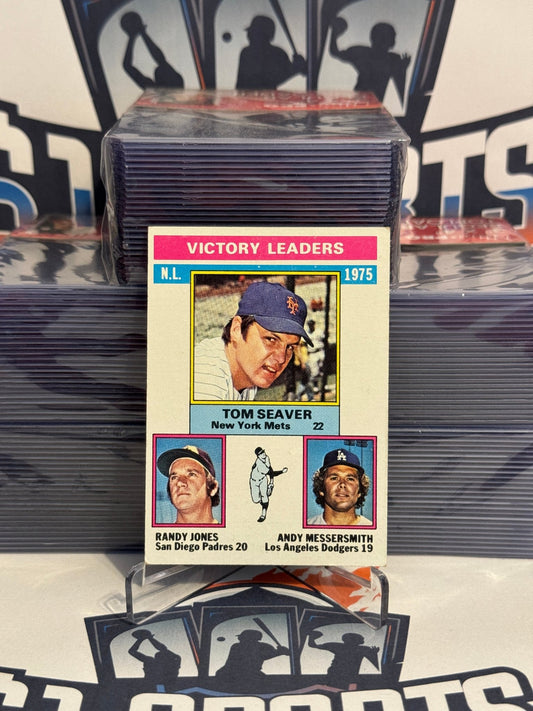 VICTORY LEADERS
N.L. 1975
TOM SEAVER
New York Mets 22
RANDY JONES
San Diego Padres 20
ANDY MESSERSMITH
Los Angeles Dodgers 19